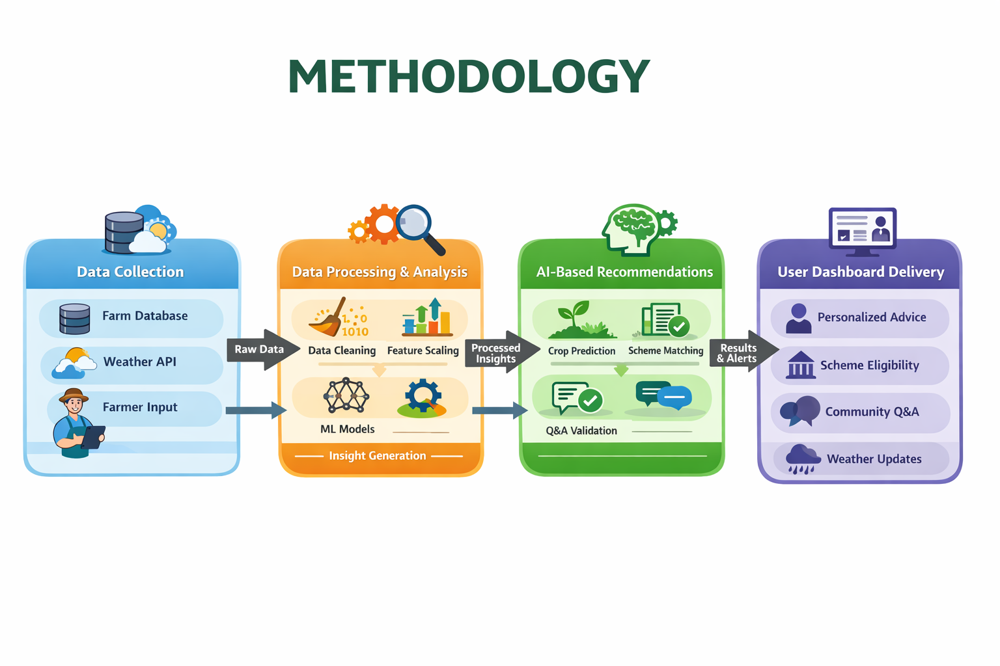 METHODOLOGY
Data Collection
Farm Database
Weather API
Farmer Input
Raw Data
Data Processing & Analysis
1. 0
1010
Data Cleaning
Feature Scaling
ML Models
Insight Generation
Processed
Insights
AI-Based Recommendations
Crop Prediction
Scheme Matching
Q&A Validation
Results
& Alerts
User Dashboard Delivery
Personalized Advice
Scheme Eligibility
Community Q&A
Weather Updates